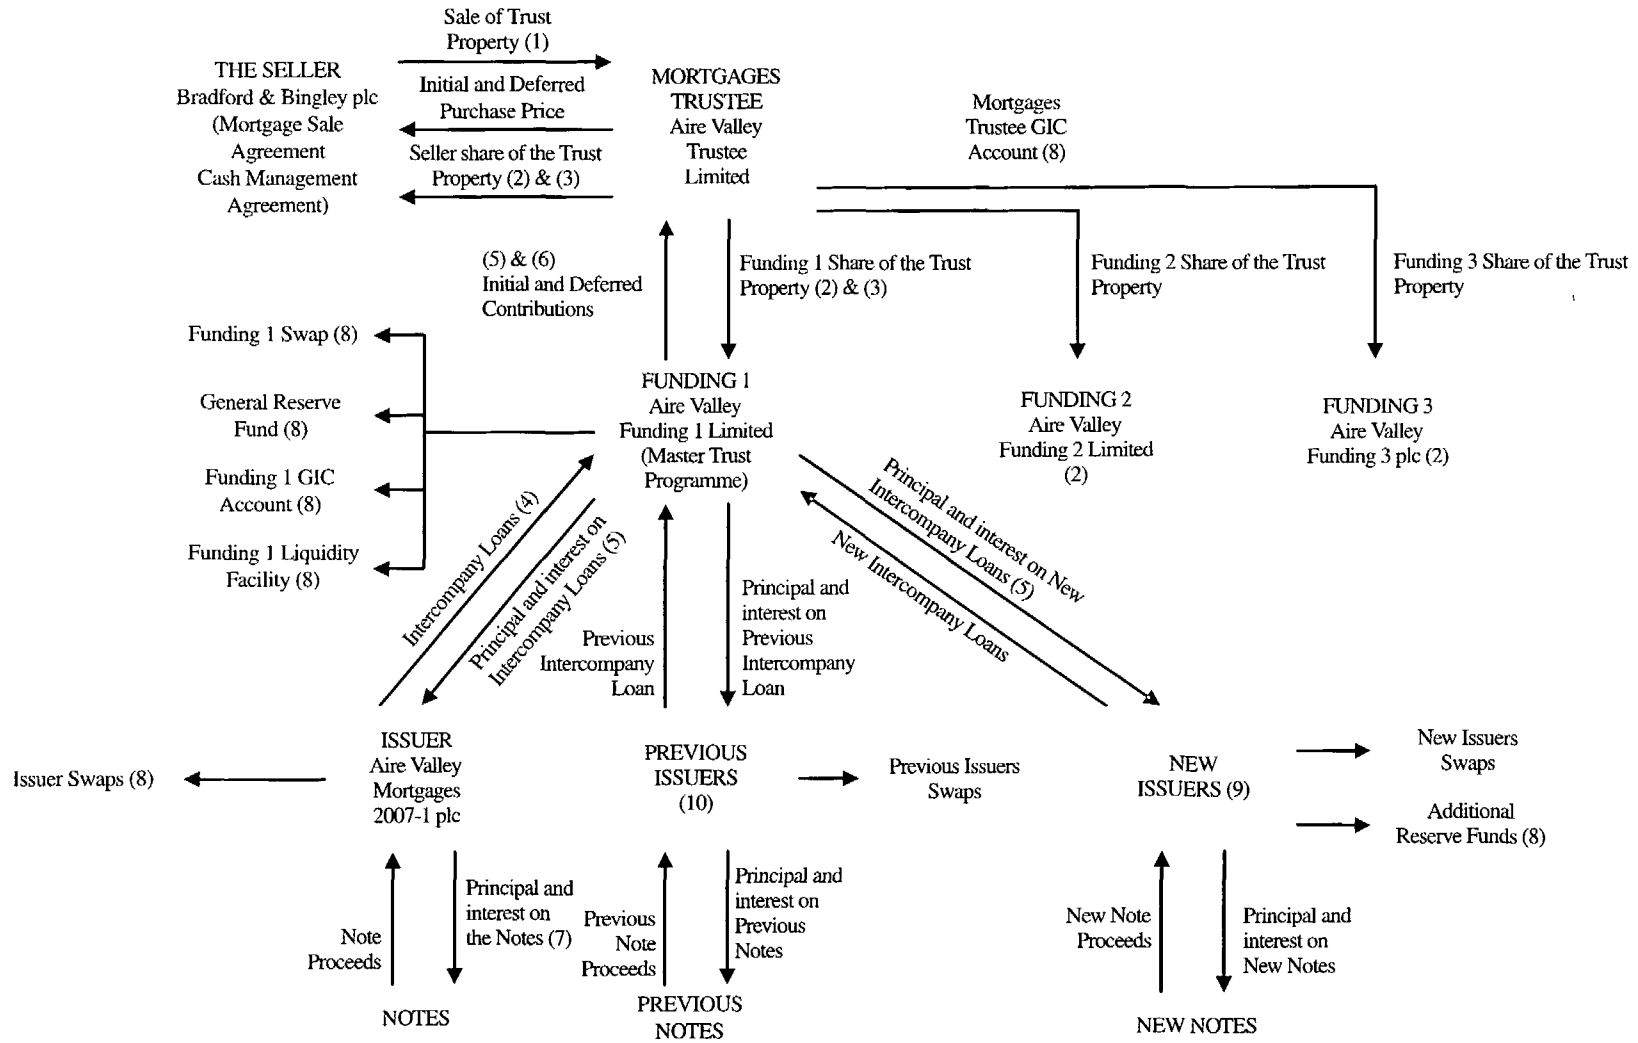 Sale of Trust
Property (1)
THE SELLER
Bradford & Bingley plc
(Mortgage Sale
Agreement
Cash Management
Agreement)
Initial and Deferred
Purchase Price
Seller share of the Trust
Property (2) & (3)
MORTGAGES
TRUSTEE
Aire Valley
Trustee
Limited
Mortgages
Trustee GIC
Account (8)
(5) & (6)
Initial and Deferred
Contributions
Funding 1 Share of the Trust
Property (2) & (3)
Funding 2 Share of the Trust
Property
Funding 3 Share of the Trust
Property
Funding 1 Swap (8)
General Reserve
Fund (8)
Funding 1 GIC
Account (8)
Funding 1 Liquidity
Facility (8)
FUNDING 1
Aire Valley
Funding 1 Limited
(Master Trust
Programme)
FUNDING 2
Aire Valley
Funding 2 Limited
(2)
FUNDING 3
Aire Valley
Funding 3 plc (2)
Intercompany Loans (4)
Principal and interest on
Intercompany Loans (5)
Previous
Intercompany
Loan
Principal and
interest on
Previous
Intercompany
Loan
Principal and interest on New
Intercompany Loans (5)
New Intercompany Loans
Issuer Swaps (8)
ISSUER
Aire Valley
Mortgages
2007-1 plc
PREVIOUS
ISSUERS
(10)
Previous Issuers
Swaps
NEW
ISSUERS (9)
New Issuers
Swaps
Additional
Reserve Funds (8)
Note
Proceeds
Principal and
interest on
the Notes (7)
Previous
Note
Proceeds
Principal and
interest on
Previous
Notes
New Note
Proceeds
Principal and
interest on
New Notes
NOTES
PREVIOUS
NOTES
NEW NOTES